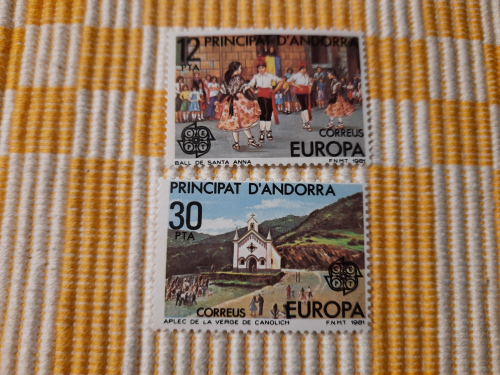 12
PTA
PRINCIPAT D'ANDORRA
CORREUS
EUROPA
BALL DE SANTA ANNA
F.N.M.T. 1981
PRINCIPAT D'ANDORRA
30
PTA
CORREUS
EUROPA
APLEC DE LA VERGE DE CANOLICH
F.N.M.T. 1981